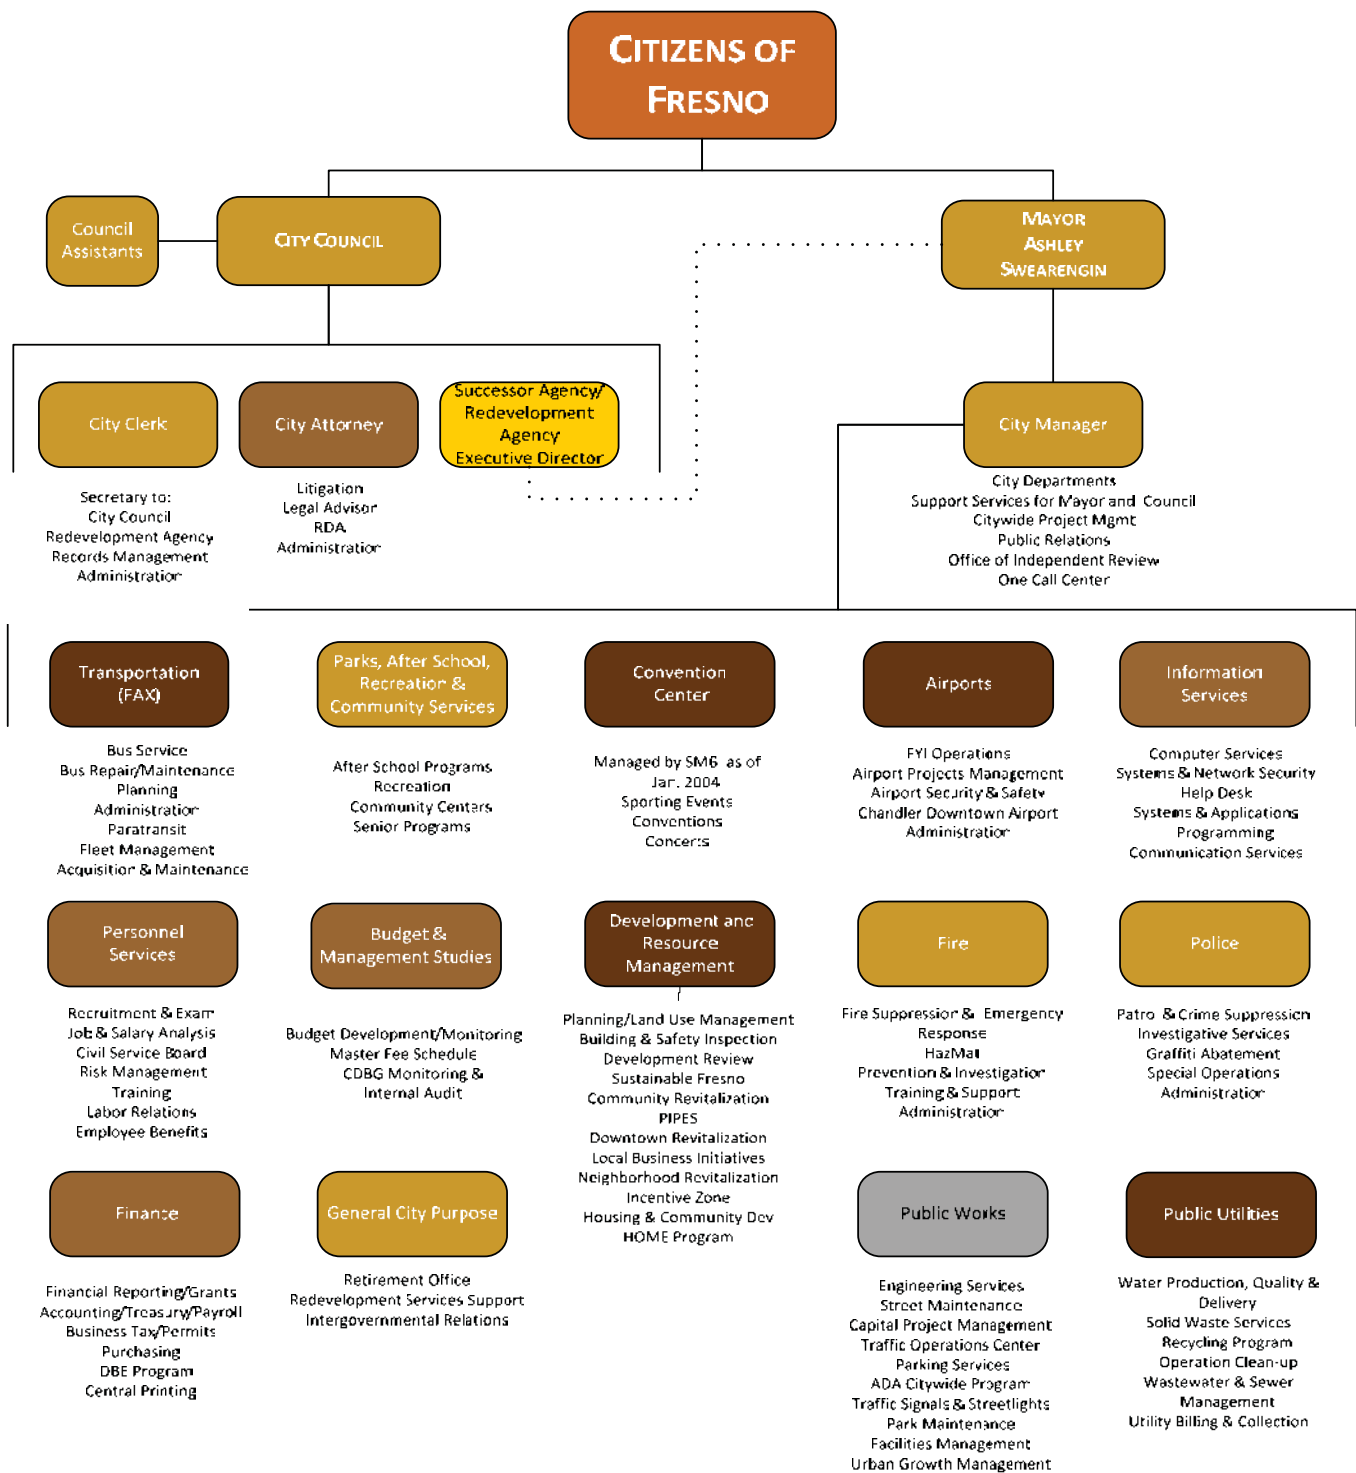 CITIZENS OF
FRESNO
Council
Assistants
CITY COUNCIL
MAYOR
ASHLEY
SWEARENGIN
City Clerk
City Attorney
Successor Agency/
Redevelopment
Agency
Executive Director
City Manager
Secretary to:
City Council
Redevelopment Agency
Records Management
Administration
Litigation
Legal Advisor
RDA
Administration
City Departments
Support Services for Mayor and Council
Citywide Project Mgmt
Public Relations
Office of Independent Review
One Call Center
Transportation
(FAX)
Parks, After School,
Recreation &
Community Services
Convention
Center
Airports
Information
Services
Bus Service
Bus Repair/Maintenance
Planning
Administration
Paratransit
Fleet Management
Acquisition & Maintenance
After School Programs
Recreation
Community Centers
Senior Programs
Managed by SMG as of
Jan. 2004
Sporting Events
Conventions
Concerts
FYI Operations
Airport Projects Management
Airport Security & Safety
Chandler Downtown Airport
Administration
Computer Services
Systems & Network Security
Help Desk
Systems & Applications
Programming
Communication Services
Personnel
Services
Budget &
Management Studies
Development and
Resource
Management
Fire
Police
Recruitment & Exam
Job & Salary Analysis
Civil Service Board
Risk Management
Training
Labor Relations
Employee Benefits
Budget Development/Monitoring
Master Fee Schedule
CDBG Monitoring &
Internal Audit
Planning/Land Use Management
Building & Safety Inspection
Development Review
Sustainable Fresno
Community Revitalization
PIPES
Downtown Revitalization
Local Business Initiatives
Neighborhood Revitalization
Incentive Zone
Housing & Community Dev
HOME Program
Fire Suppression & Emergency
Response
HazMat
Prevention & Investigation
Training & Support
Administration
Patrol & Crime Suppression
Investigative Services
Graffiti Abatement
Special Operations
Administration
Finance
General City Purpose
Public Works
Public Utilities
Financial Reporting/Grants
Accounting/Treasury/Payroll
Business Tax/Permits
Purchasing
DBE Program
Central Printing
Retirement Office
Redevelopment Services Support
Intergovernmental Relations
Engineering Services
Street Maintenance
Capital Project Management
Traffic Operations Center
Parking Services
ADA Citywide Program
Traffic Signals & Streetlights
Park Maintenance
Facilities Management
Urban Growth Management
Water Production, Quality &
Delivery
Solid Waste Services
Recycling Program
Operation Clean-up
Wastewater & Sewer
Management
Utility Billing & Collection